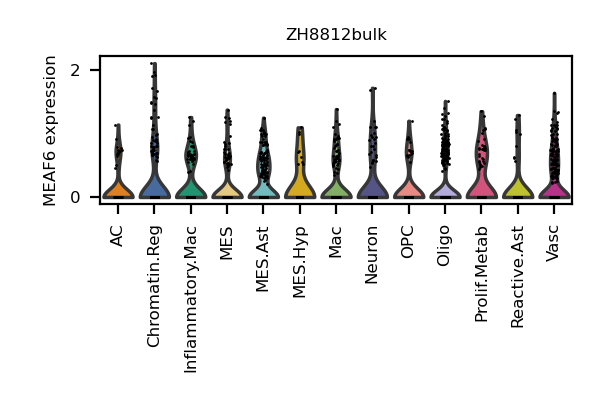 ZH8812bulk
MEAF6 expression
2
0
AC
Chromatin.Reg
Inflammatory.Mac
MES
MES.Ast
MES.Hyp
Mac
Neuron
OPC
Oligo
Prolif.Metab
Reactive.Ast
Vasc